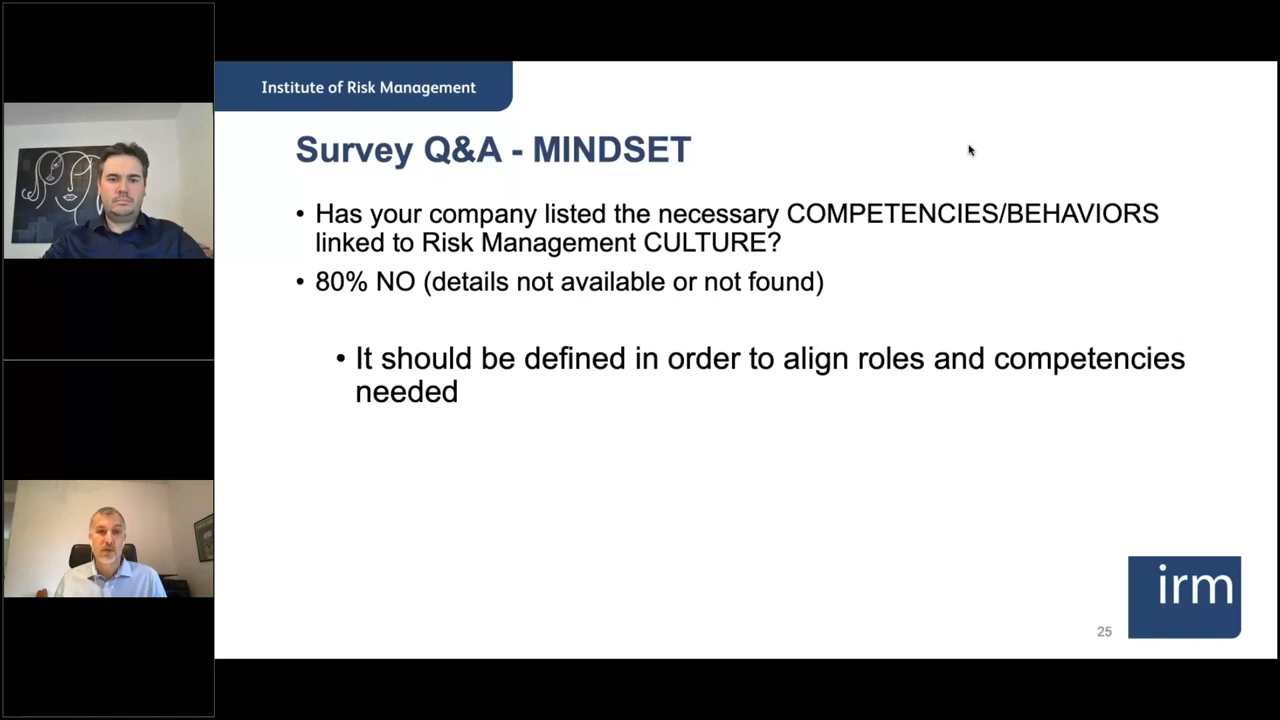 Institute of Risk Management
Survey Q&A - MINDSET
• Has your company listed the necessary COMPETENCIES/BEHAVIORS
linked to Risk Management CULTURE?
• 80% NO (details not available or not found)
• It should be defined in order to align roles and competencies
needed
irm
25